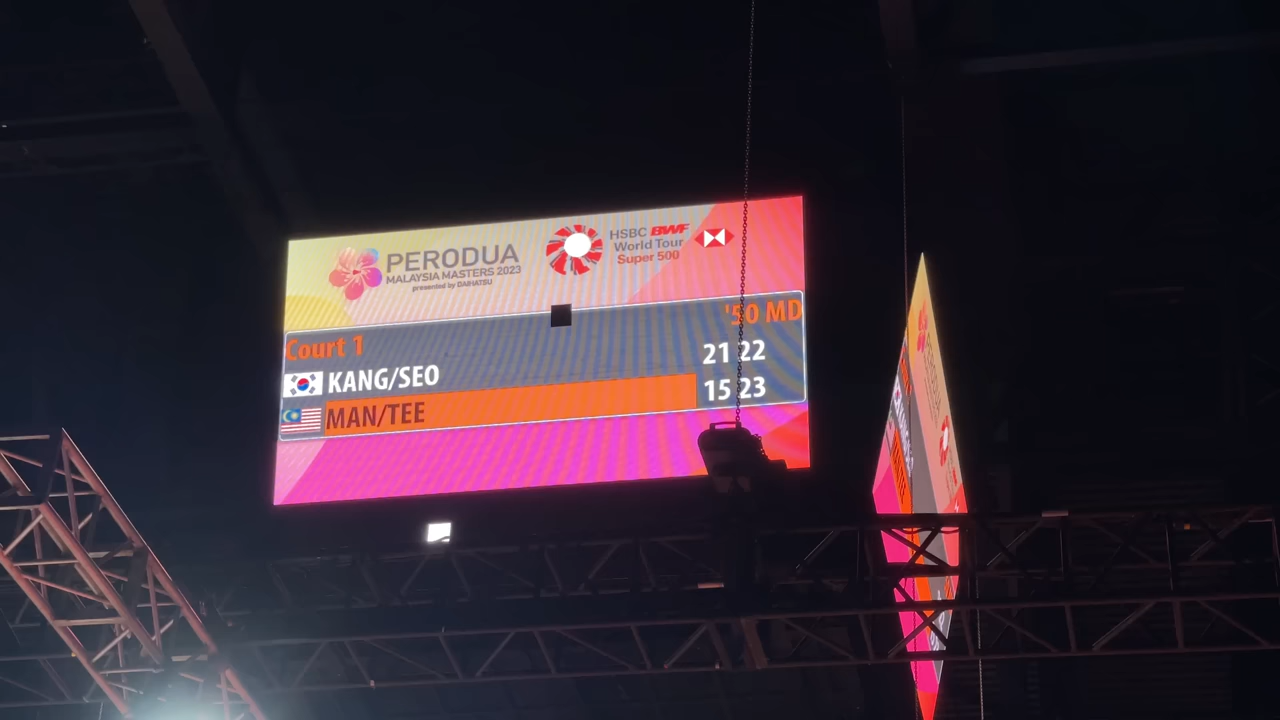 PERODUA
MALAYSIA MASTERS 2023
presented by DAIHATSU
HSBC BWF
World Tour
Super 500
'50 MD
Court 1
KANG/SEO 21 22
MAN/TEE 15 23
PERODUA